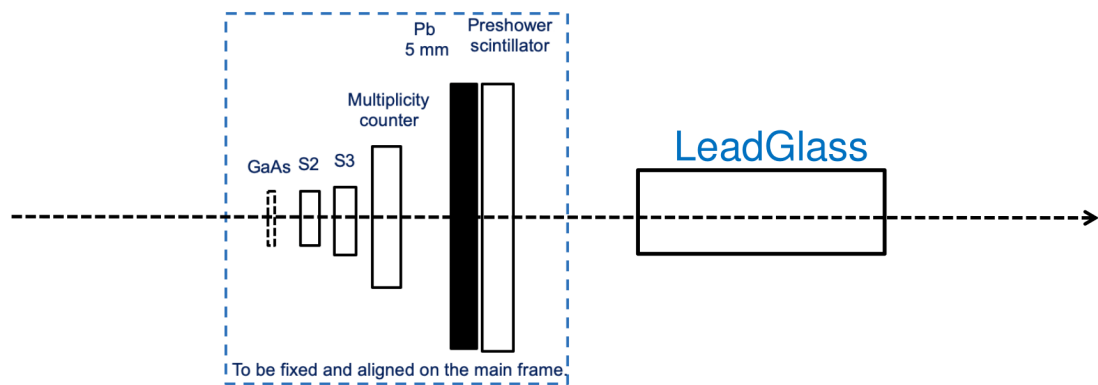 Pb
5 mm
Preshower
scintillator
Multiplicity
counter
GaAs
S2
S3
LeadGlass
To be fixed and aligned on the main frame.